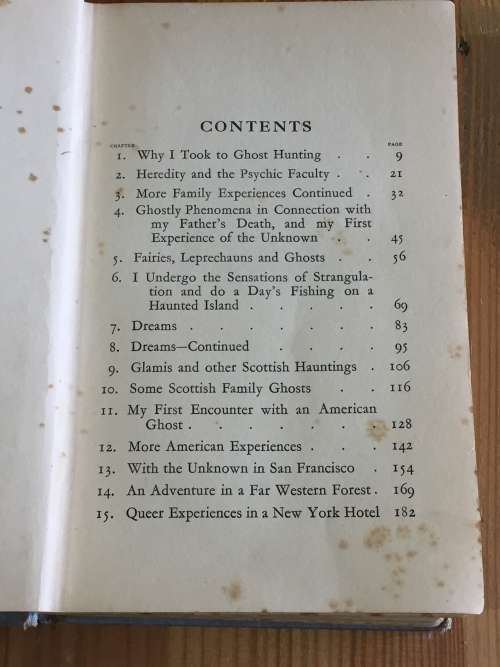 CONTENTS
CHAPTER PAGE
1. Why I Took to Ghost Hunting . . 9
2. Heredity and the Psychic Faculty . . 21
3. More Family Experiences Continued . 32
4. Ghostly Phenomena in Connection with
my Father's Death, and my First
Experience of the Unknown . . 45
5. Fairies, Leprechauns and Ghosts . . 56
6. I Undergo the Sensations of Strangula-
tion and do a Day's Fishing on a
Haunted Island . . . . . 69
7. Dreams . . . . . . . 83
8. Dreams—Continued . . . . 95
9. Glamis and other Scottish Hauntings . 106
10. Some Scottish Family Ghosts . . 116
11. My First Encounter with an American
Ghost . . . . . . . 128
12. More American Experiences . . . 142
13. With the Unknown in San Francisco . 154
14. An Adventure in a Far Western Forest . 169
15. Queer Experiences in a New York Hotel 182